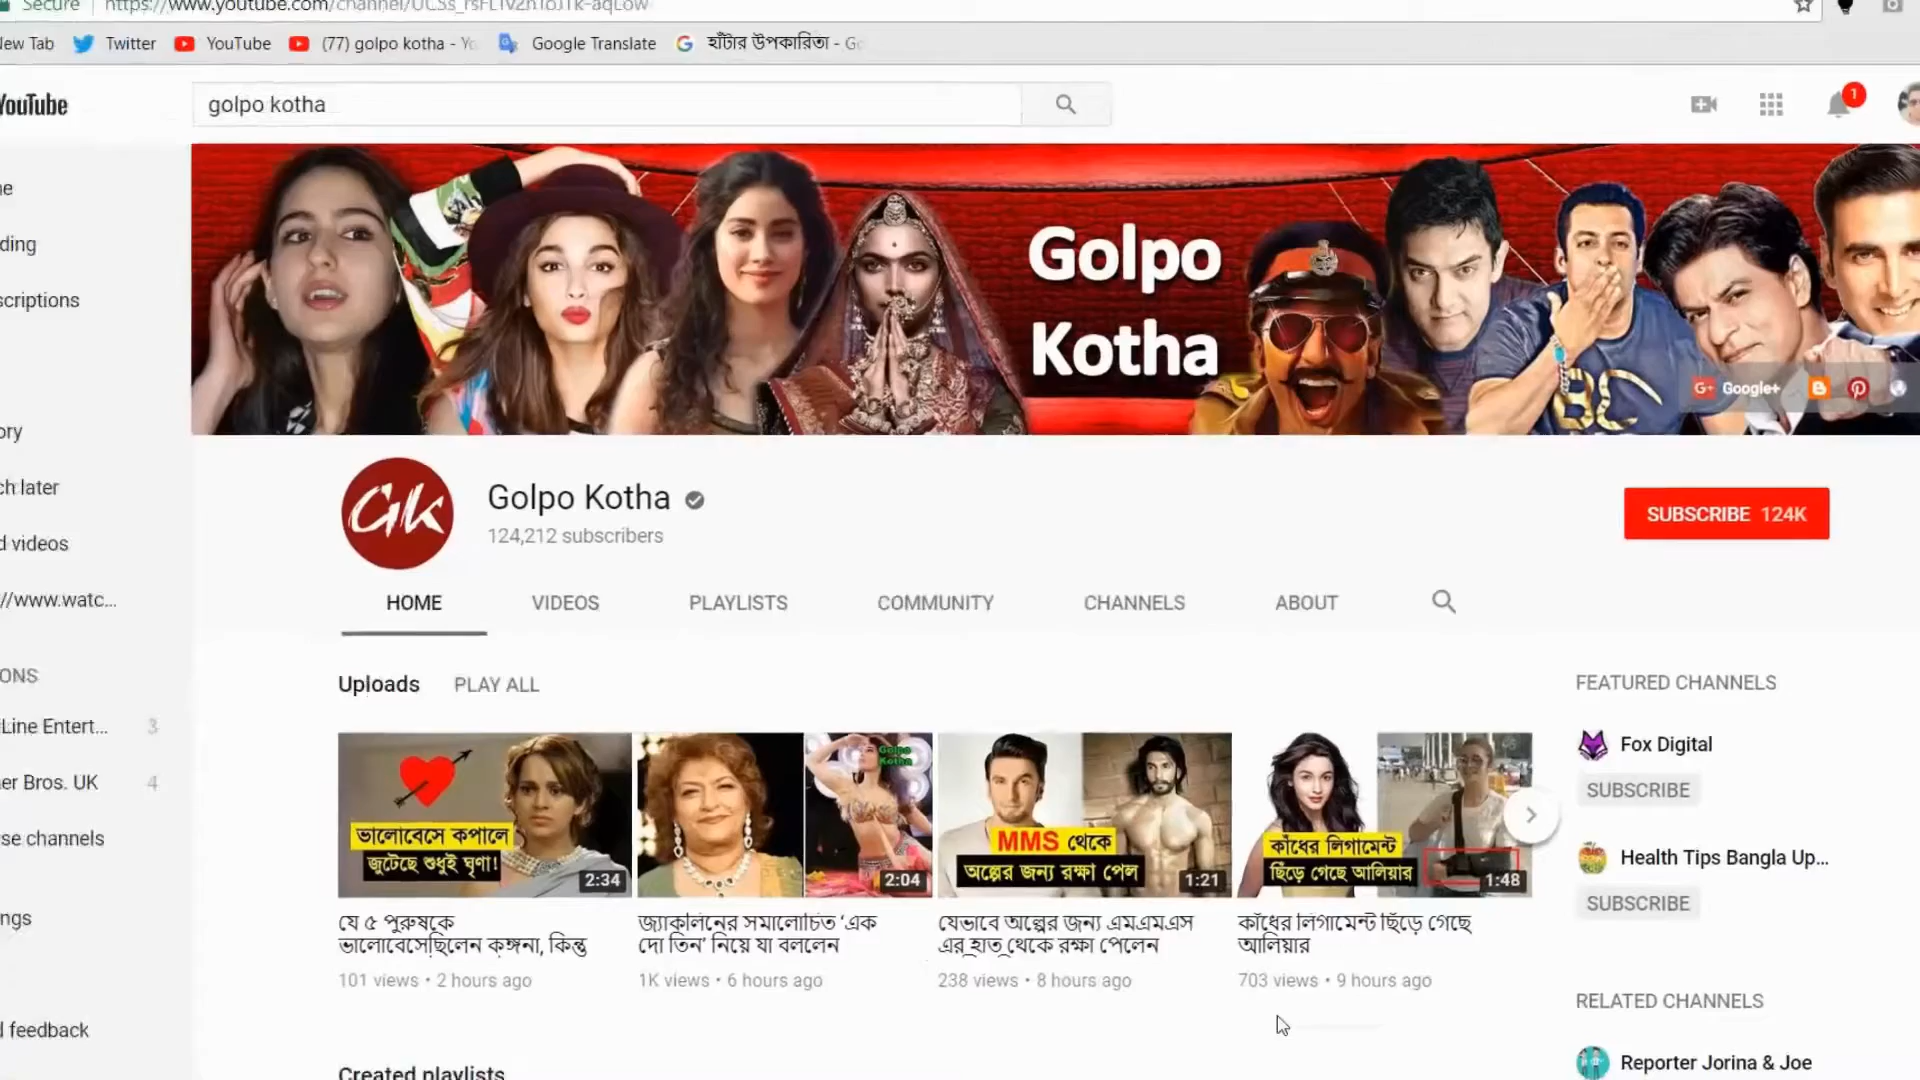 Secure https://www.youtube.com/channel/
New Tab Twitter YouTube (77) golpo kotha - Google Translate হাঁটার উপকারিতা - Go
YouTube golpo kotha 1
Golpo
Kotha
BC
Google+
GK
Golpo Kotha
124,212 subscribers
SUBSCRIBE 124K
HOME VIDEOS PLAYLISTS COMMUNITY CHANNELS ABOUT
ne
ding
scriptions
ory
ch later
d videos
//www.watc...
ONS
Line Entert... 3
er Bros. UK 4
se channels
ngs
d feedback
Uploads PLAY ALL
ভালোবেসে কপালে
জুটেছে শুধুই ঘৃণা!
2:34
যে ৫ পুরুষকে
ভালোবেসেছিলেন কঙ্গনা, কিন্তু
101 views • 2 hours ago
Golpo
Kotha
2:04
জ্যাকলিনের সমালোচিত ‘এক
দো তিন’ নিয়ে যা বললেন
1K views • 6 hours ago
MMS থেকে
অল্পের জন্য রক্ষা পেল
1:21
যেভাবে অল্পের জন্য এমএমএস
এর হাত থেকে রক্ষা পেলেন
238 views • 8 hours ago
কাঁধের লিগামেন্ট
ছিঁড়ে গেছে আলিয়ার
1:48
কাঁধের লিগামেন্ট ছিঁড়ে গেছে
আলিয়ার
703 views • 9 hours ago
Created playlists
FEATURED CHANNELS
Fox Digital
SUBSCRIBE
Health Tips Bangla Up...
SUBSCRIBE
RELATED CHANNELS
Reporter Jorina & Joe